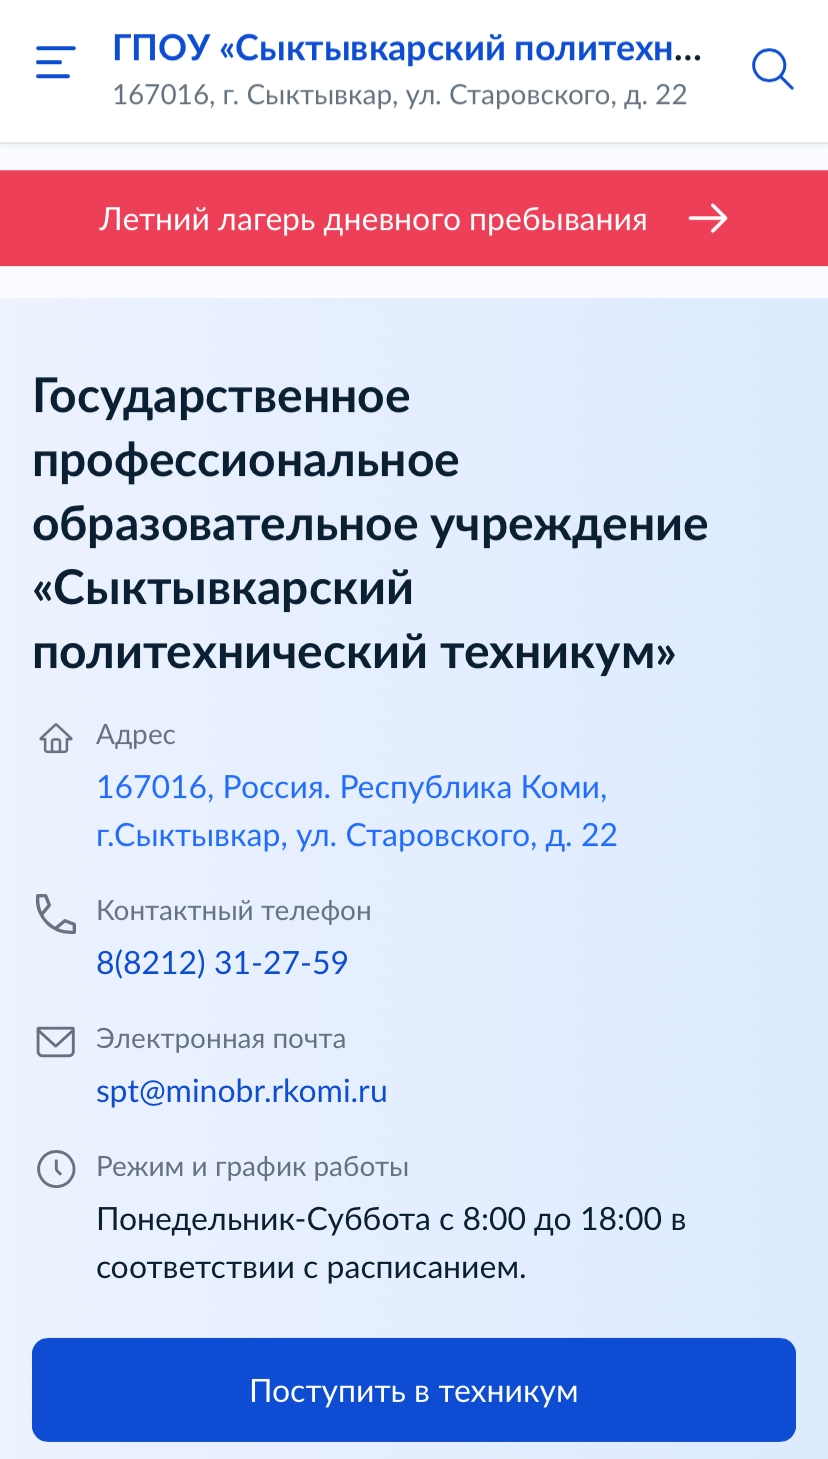 ГПОУ «Сыктывкарский политехн...
167016, г. Сыктывкар, ул. Старовского, д. 22
Летний лагерь дневного пребывания
Государственное
профессиональное
образовательное учреждение
«Сыктывкарский
политехнический техникум»
Адрес
167016, Россия. Республика Коми,
г.Сыктывкар, ул. Старовского, д. 22
Контактный телефон
8(8212) 31-27-59
Электронная почта
spt@minobr.rkomi.ru
Режим и график работы
Понедельник-Суббота с 8:00 до 18:00 в
соответствии с расписанием.
Поступить в техникум